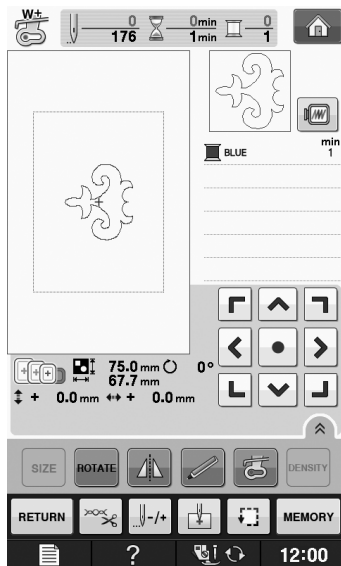 W±
0 0min 0
176 1min 1
min
BLUE 1
75.0 mm 0°
67.7 mm
+ 0.0 mm + 0.0 mm
SIZE ROTATE DENSITY
RETURN -/+ MEMORY
? 12:00